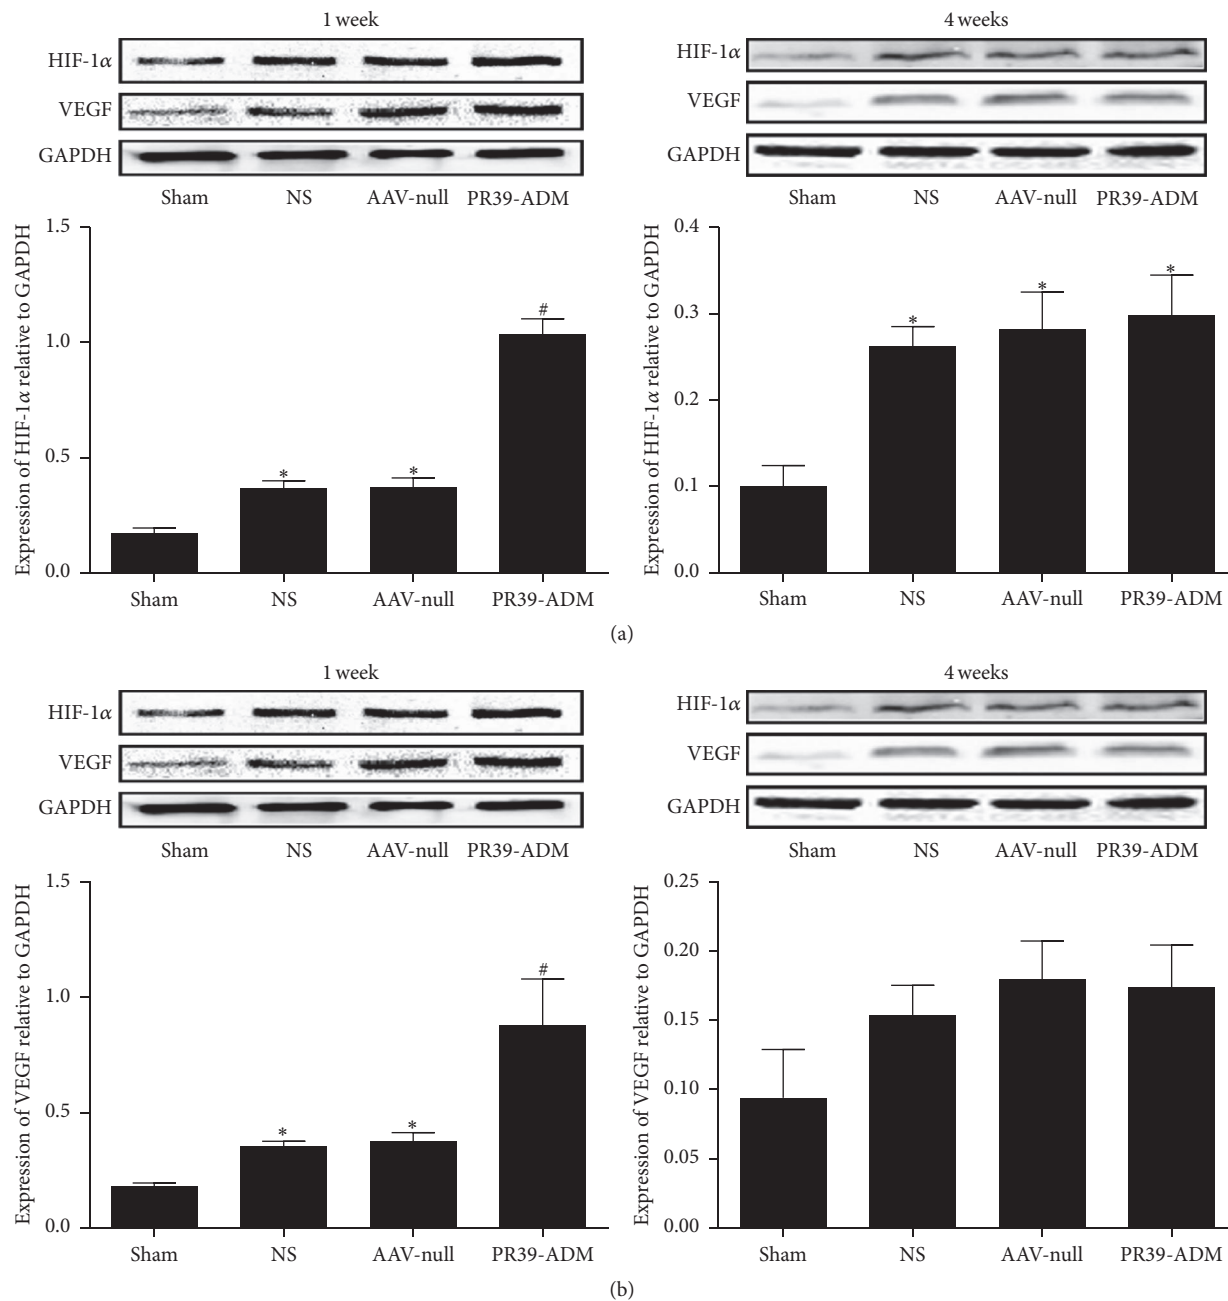 1 week
HIF-1α
VEGF
GAPDH
Sham NS AAV-null PR39-ADM
Expression of HIF-1α relative to GAPDH
1.5
1.0
0.5
0.0
#
* *
Sham NS AAV-null PR39-ADM
4 weeks
HIF-1α
VEGF
GAPDH
Sham NS AAV-null PR39-ADM
Expression of HIF-1α relative to GAPDH
0.4
0.3
0.2
0.1
0.0
* * *
Sham NS AAV-null PR39-ADM
(a)
1 week
HIF-1α
VEGF
GAPDH
Sham NS AAV-null PR39-ADM
Expression of VEGF relative to GAPDH
1.5
1.0
0.5
0.0
#
* *
Sham NS AAV-null PR39-ADM
4 weeks
HIF-1α
VEGF
GAPDH
Sham NS AAV-null PR39-ADM
Expression of VEGF relative to GAPDH
0.25
0.20
0.15
0.10
0.05
0.00
Sham NS AAV-null PR39-ADM
(b)